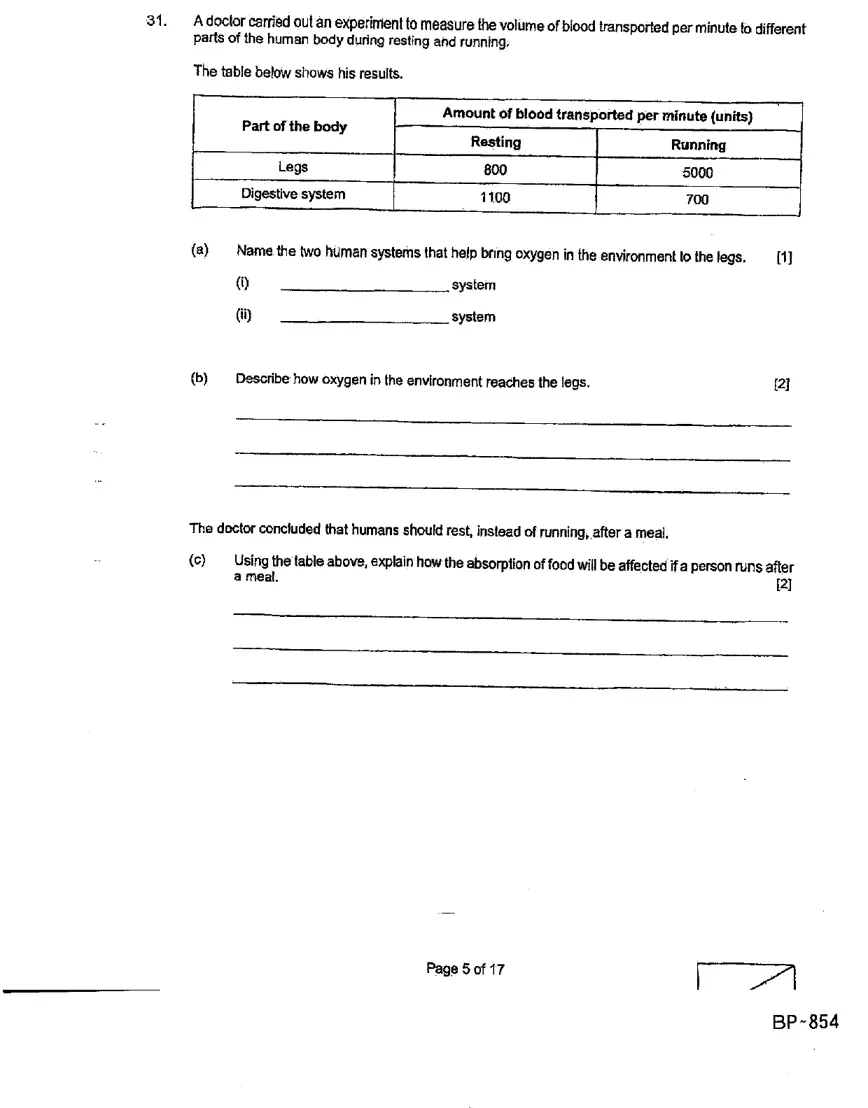 31. A doctor carried out an experiment to measure the volume of blood transported per minute to different
parts of the human body during resting and running.
The table below shows his results.
Part of the body
Amount of blood transported per minute (units)
Resting
Running
Legs 800 5000
Digestive system 1100 700
(a) Name the two human systems that help bring oxygen in the environment to the legs. [1]
(i) ____________________ system
(ii) ____________________ system
(b) Describe how oxygen in the environment reaches the legs. [2]
The doctor concluded that humans should rest, instead of running, after a meal.
(c) Using the table above, explain how the absorption of food will be affected if a person runs after
a meal. [2]
Page 5 of 17
BP~854